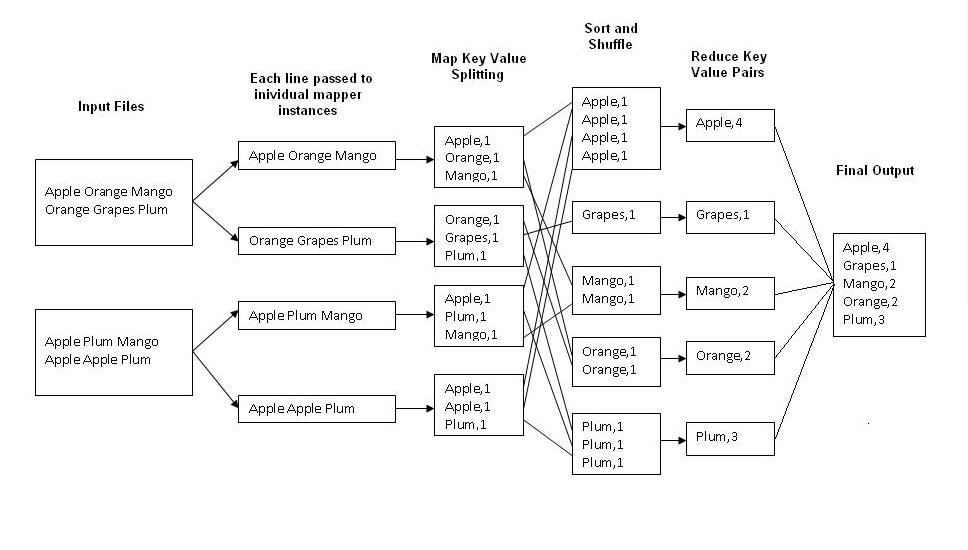 Input Files
Each line passed to
inividual mapper
instances
Map Key Value
Splitting
Sort and
Shuffle
Reduce Key
Value Pairs
Final Output
Apple Orange Mango
Orange Grapes Plum
Apple Plum Mango
Apple Apple Plum
Apple Orange Mango
Orange Grapes Plum
Apple Plum Mango
Apple Apple Plum
Apple,1
Orange,1
Mango,1
Orange,1
Grapes,1
Plum,1
Apple,1
Plum,1
Mango,1
Apple,1
Apple,1
Plum,1
Apple,1
Apple,1
Apple,1
Apple,1
Grapes,1
Mango,1
Mango,1
Orange,1
Orange,1
Plum,1
Plum,1
Plum,1
Apple,4
Grapes,1
Mango,2
Orange,2
Plum,3
Apple,4
Grapes,1
Mango,2
Orange,2
Plum,3